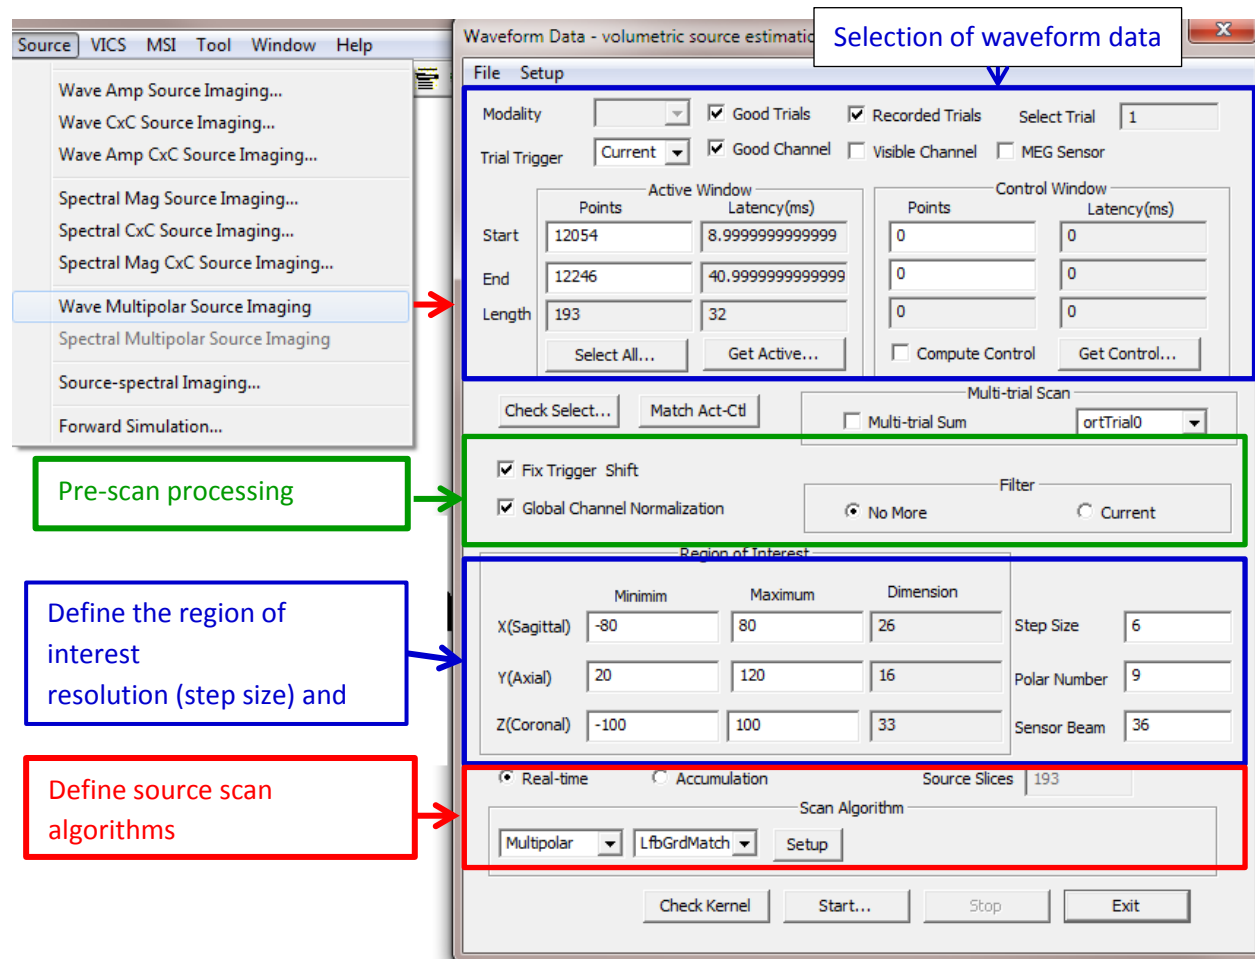 Source VICS MSI Tool Window Help
Wave Amp Source Imaging...
Wave CxC Source Imaging...
Wave Amp CxC Source Imaging...
Spectral Mag Source Imaging...
Spectral CxC Source Imaging...
Spectral Mag CxC Source Imaging...
Wave Multipolar Source Imaging
Spectral Multipolar Source Imaging
Source-spectral Imaging...
Forward Simulation...
Pre-scan processing
Define the region of
interest
resolution (step size) and
Define source scan
algorithms
Waveform Data - volumetric source estimatio
Selection of waveform data
File Setup
Modality Good Trials Recorded Trials Select Trial 1
Trial Trigger Current Good Channel Visible Channel MEG Sensor
Active Window Control Window
Points Latency(ms) Points Latency(ms)
Start 12054 8.9999999999999 0 0
End 12246 40.9999999999999 0 0
Length 193 32 0 0
Select All... Get Active... Compute Control Get Control...
Multi-trial Scan
Check Select... Match Act-Ctl Multi-trial Sum ortTrial0
Fix Trigger Shift
Filter
Global Channel Normalization No More Current
Region of Interest
Minimim Maximum Dimension
X(Sagittal) -80 80 26 Step Size 6
Y(Axial) 20 120 16 Polar Number 9
Z(Coronal) -100 100 33 Sensor Beam 36
Real-time Accumulation Source Slices 193
Scan Algorithm
Multipolar LfbGrdMatch Setup
Check Kernel Start... Stop Exit